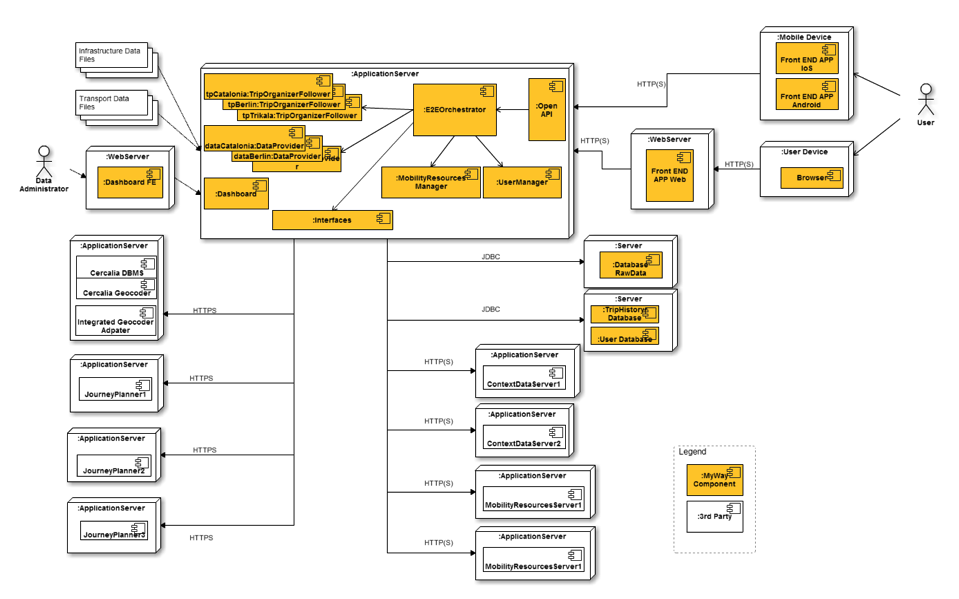 Infrastructure Data
Files
Transport Data
Files
Data
Administrator
:WebServer
:Dashboard FE
:ApplicationServer
tpCatalonia:TripOrganizerFollower
tpBerlin:TripOrganizerFollower
tpTrikala:TripOrganizerFollower
dataCatalonia:DataProvider
dataBerlin:DataProvider
r
:Dashboard
:E2EOrchestrator
:Open
API
:MobilityResources
Manager
:UserManager
:Interfaces
HTTP(S)
HTTP(S)
:Mobile Device
Front END APP
IoS
Front END APP
Android
User
:WebServer
Front END
APP Web
HTTP(S)
:User Device
Browser
:ApplicationServer
Cercalia DBMS
Cercalia Geocoder
Integrated Geocoder
Adpater
HTTPS
:ApplicationServer
JourneyPlanner1
HTTPS
:ApplicationServer
JourneyPlanner2
HTTPS
:ApplicationServer
JourneyPlanner3
HTTPS
JDBC
:Server
:Database
RawData
JDBC
:Server
:TripHistoryr
Database
:User Database
HTTP(S)
:ApplicationServer
ContextDataServer1
HTTP(S)
:ApplicationServer
ContextDataServer2
HTTP(S)
:ApplicationServer
MobilityResourcesServer1
HTTP(S)
:ApplicationServer
MobilityResourcesServer1
Legend
:MyWay
Component
:3rd Party